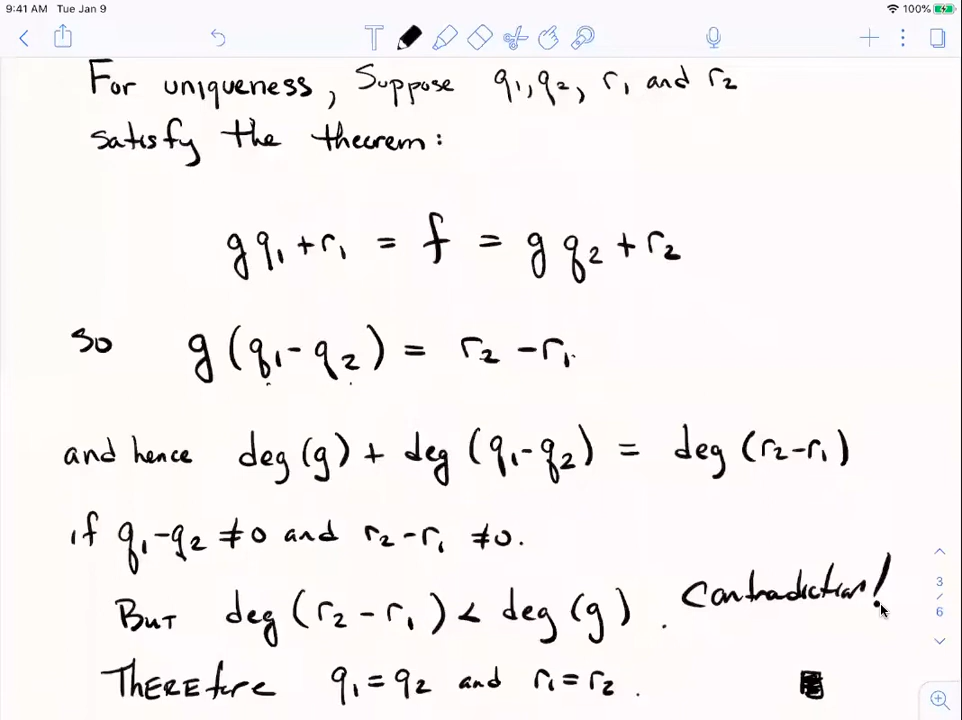 9:41 AM Tue Jan 9
100%
For uniqueness, Suppose q₁, q₂, r₁ and r₂
satisfy the theorem:
g q₁ + r₁ = f = g q₂ + r₂
so g (q₁ - q₂) = r₂ - r₁
and hence deg (g) + deg (q₁ - q₂) = deg (r₂ - r₁)
if q₁ - q₂ ≠ 0 and r₂ - r₁ ≠ 0.
But deg (r₂ - r₁) < deg (g). Contradiction!
THEREfore q₁ = q₂ and r₁ = r₂.
3
/
6